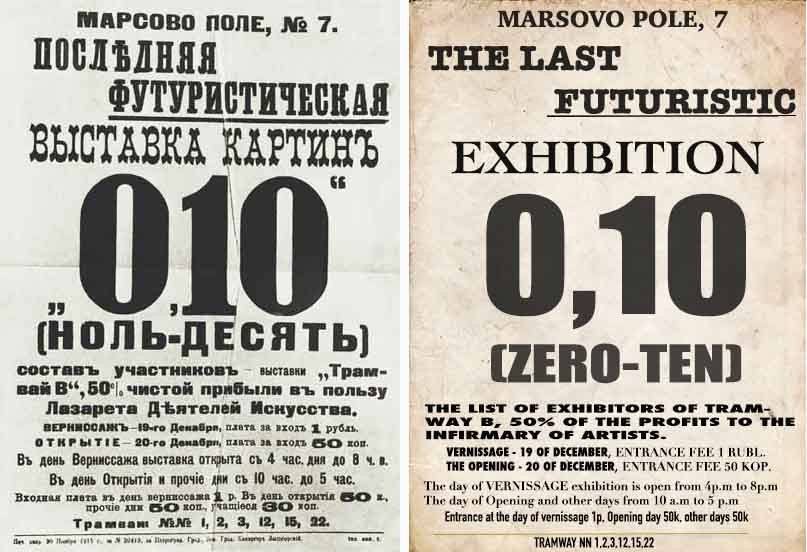 МАРСОВО ПОЛЕ, № 7.
ПОСЛѢДНЯЯ
ФУТУРИСТИЧЕСКАЯ
ВЫСТАВКА КАРТИНЪ
„0,10“
(НОЛЬ-ДЕСЯТЬ)
составъ участниковъ — выставки „Трам-
вай В“, 50% чистой прибыли въ пользу
Лазарета Дѣятелей Искусства.
ВЕРНИССАЖЪ—19-го Декабря, плата за входъ 1 рубль.
ОТКРЫТІЕ—20-го Декабря, плата за входъ 50 коп.
Въ день Верниссажа выставка открыта съ 4 час. дня до 8 ч. в.
Въ день Открытія и прочіе дни съ 10 час. до 5 час.
Входная плата въ день верниссажа 1 р. Въ день открытія 50 к.,
прочіе дни 50 коп., учащіеся 30 коп.
Трамваи: №№ 1, 2, 3, 12, 15, 22.
MARSOVO POLE, 7
THE LAST
FUTURISTIC
EXHIBITION
0,10
(ZERO-TEN)
THE LIST OF EXHIBITORS OF TRAM-
WAY B, 50% OF THE PROFITS TO THE
INFIRMARY OF ARTISTS.
VERNISSAGE - 19 OF DECEMBER, ENTRANCE FEE 1 RUBL.
THE OPENING - 20 OF DECEMBER, ENTRANCE FEE 50 KOP.
The day of VERNISSAGE exhibition is open from 4p.m to 8pm
The day of Opening and other days from 10 a.m to 5 p.m
Entrance at the day of vernissage 1p, Opening day 50k, other days 50k
TRAMWAY NN 1,2,3,12,15,22